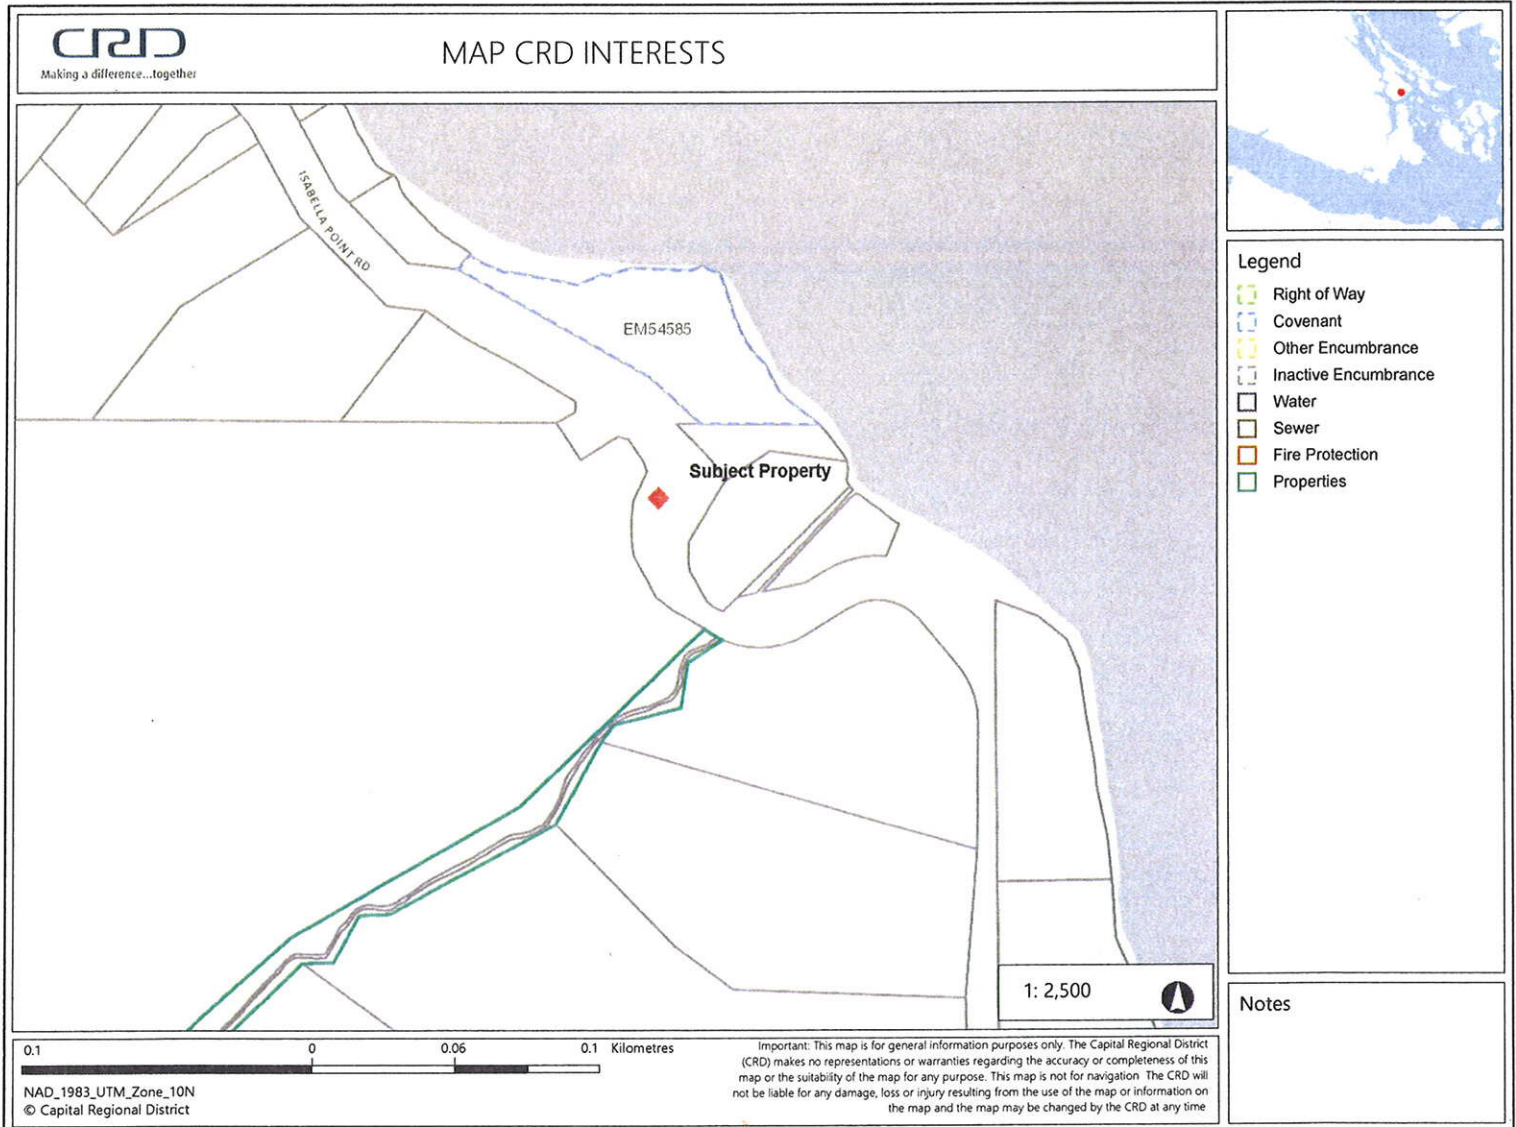 CRD
Making a difference...together
MAP CRD INTERESTS
ISABELLA POINT RD
EM54585
Subject Property
Legend
Right of Way
Covenant
Other Encumbrance
Inactive Encumbrance
Water
Sewer
Fire Protection
Properties
1: 2,500
Notes
0.1 0 0.06 0.1 Kilometres
NAD_1983_UTM_Zone_10N
© Capital Regional District
Important: This map is for general information purposes only. The Capital Regional District
(CRD) makes no representations or warranties regarding the accuracy or completeness of this
map or the suitability of the map for any purpose. This map is not for navigation The CRD will
not be liable for any damage, loss or injury resulting from the use of the map or information on
the map and the map may be changed by the CRD at any time